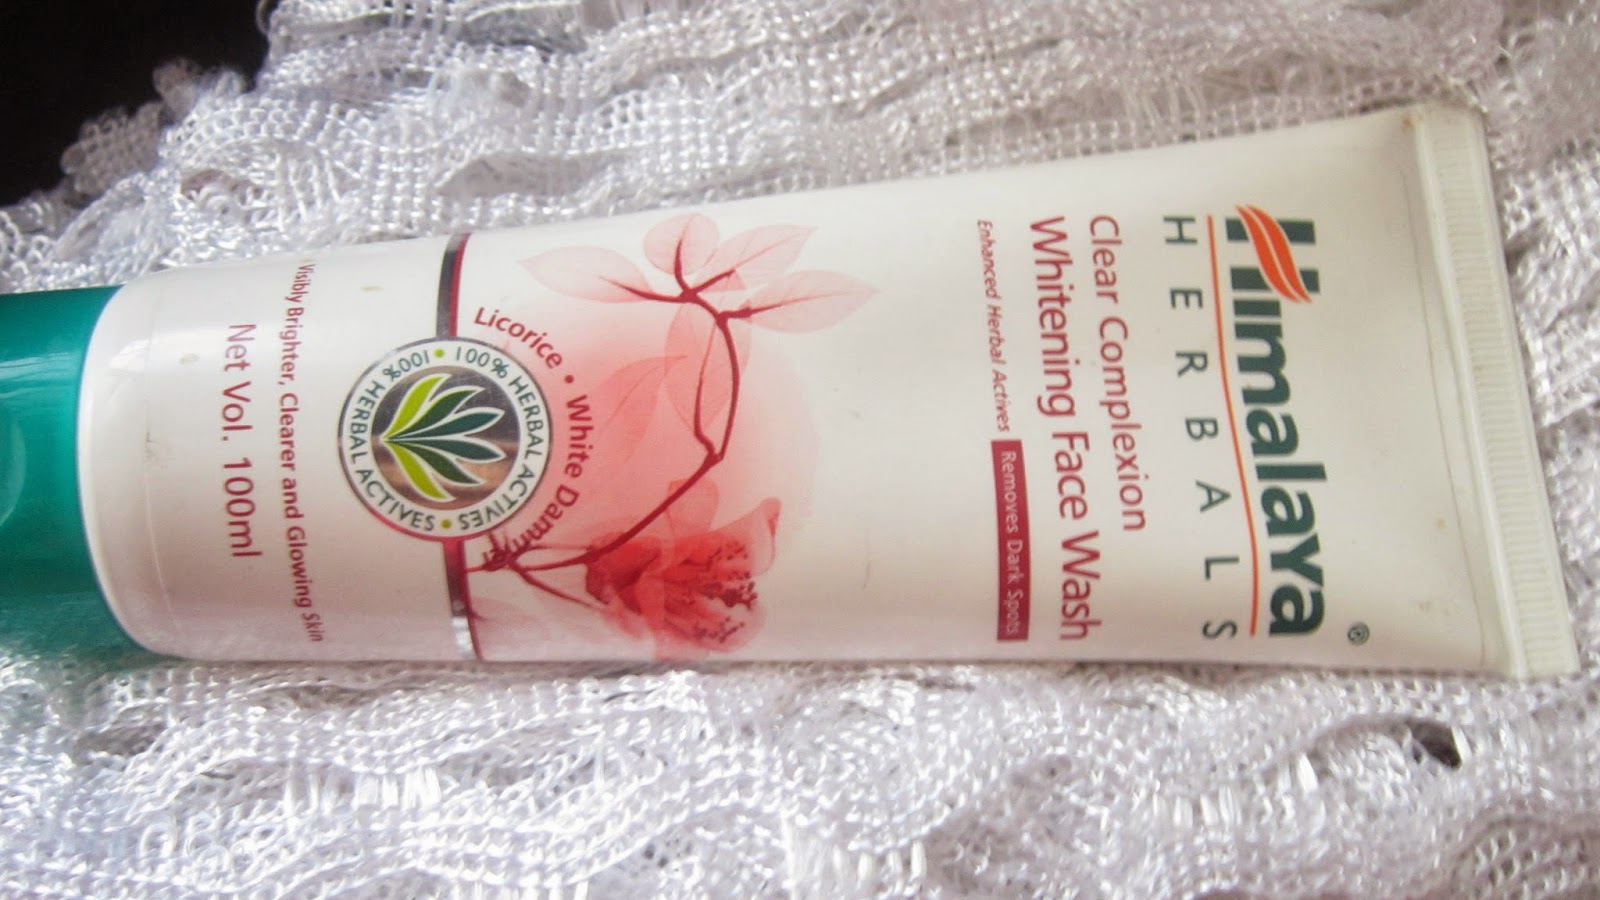 Himalaya®
HERBALS
Clear Complexion
Whitening Face Wash
Enhanced Herbal Actives Removes Dark Spots
Licorice • White Dammer
100% HERBAL ACTIVES • 100% HERBAL ACTIVES •
Visibly Brighter, Clearer and Glowing Skin
Net Vol. 100ml